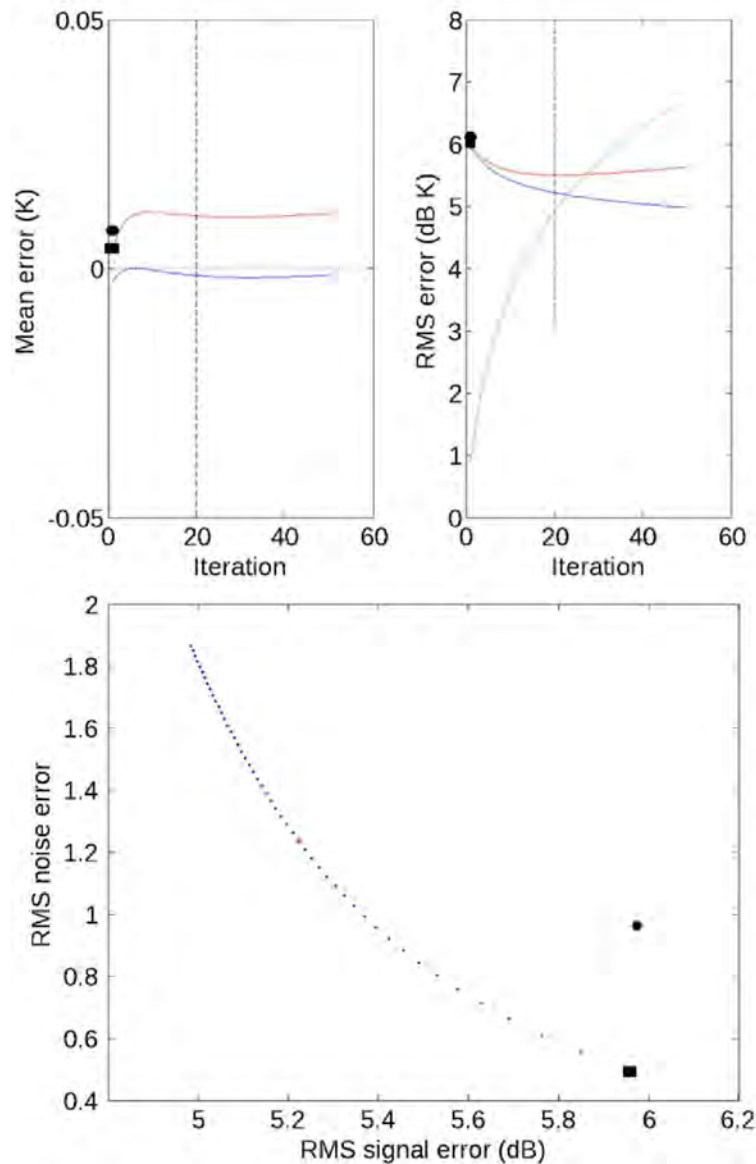 0.05
0
-0.05
Mean error (K)
0 20 40 60
Iteration
8
7
6
5
4
3
2
1
0
RMS error (dB K)
0 20 40 60
Iteration
2
1.8
1.6
1.4
1.2
1
0.8
0.6
0.4
RMS noise error
5 5.2 5.4 5.6 5.8 6 6.2
RMS signal error (dB)